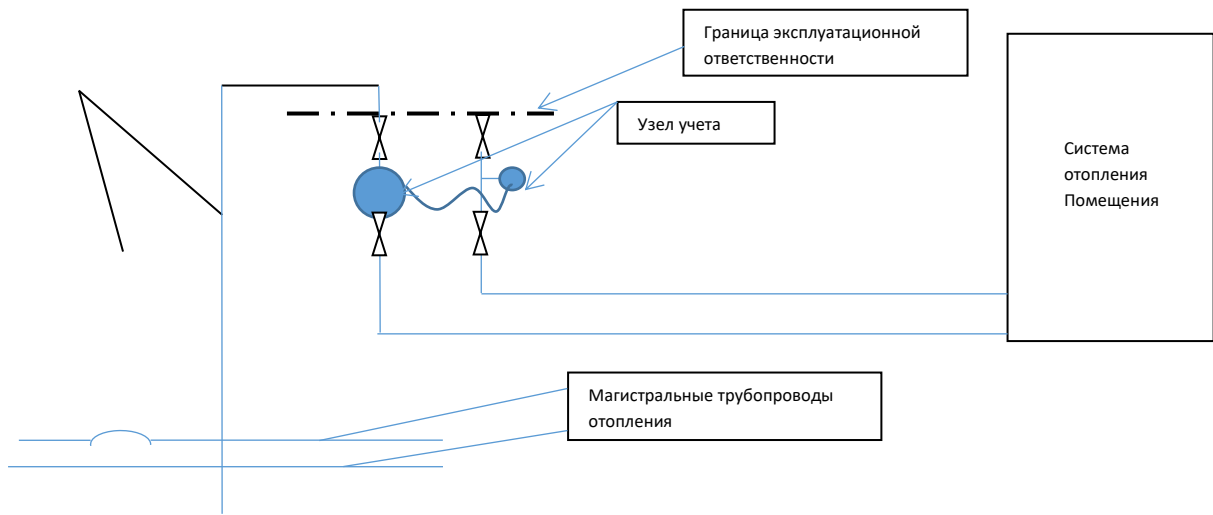 Граница эксплуатационной
ответственности
Узел учета
Система
отопления
Помещения
Магистральные трубопроводы
отопления